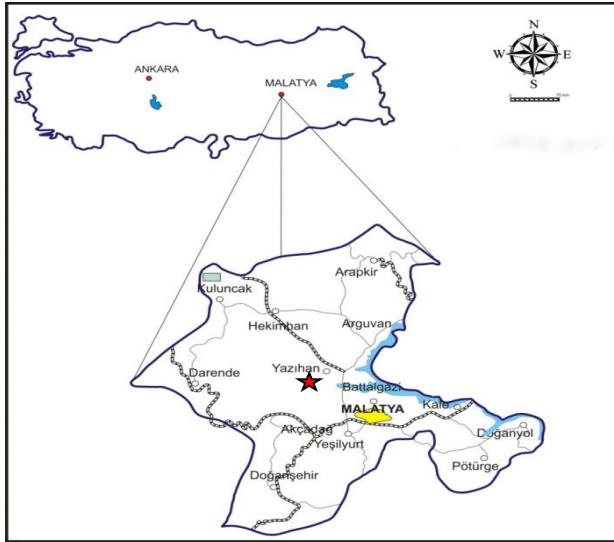 N
W E
S
ANKARA
MALATYA
Arapkir
Kuluncak
Hekimhan
Arguvan
Yazıhan
Darende
Battalgazi
MALATYA
Kale
Akçadağ
Yeşilyurt
Doğanyol
Pötürge
Doğanşehir